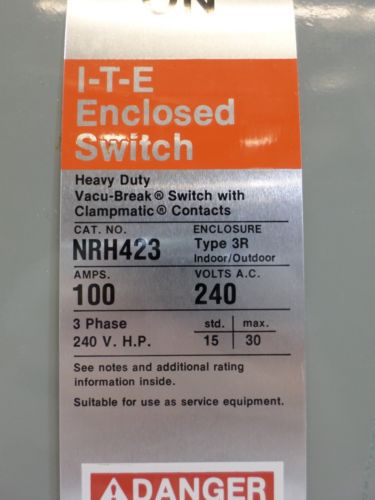 ON
I-T-E
Enclosed
Switch
Heavy Duty
Vacu-Break® Switch with
Clampmatic® Contacts
CAT. NO. ENCLOSURE
NRH423 Type 3R
Indoor/Outdoor
AMPS. VOLTS A.C.
100 240
3 Phase std. max.
240 V. H.P. 15 30
See notes and additional rating
information inside.
Suitable for use as service equipment.
DANGER